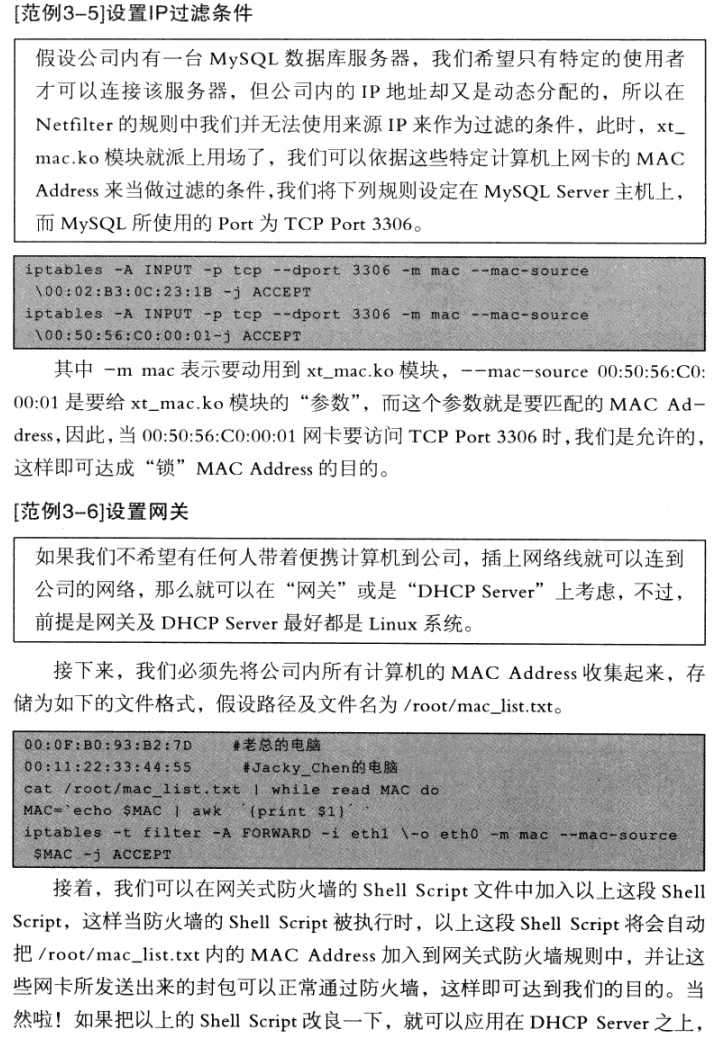 [范例3-5]设置IP过滤条件
假设公司内有一台 MySQL 数据库服务器，我们希望只有特定的使用者
才可以连接该服务器，但公司内的 IP 地址却又是动态分配的，所以在
Netfilter 的规则中我们并无法使用来源 IP 来作为过滤的条件，此时，xt_
mac.ko 模块就派上用场了，我们可以依据这些特定计算机上网卡的 MAC
Address 来当做过滤的条件，我们将下列规则设定在 MySQL Server 主机上，
而 MySQL 所使用的 Port 为 TCP Port 3306。
iptables -A INPUT -p tcp --dport 3306 -m mac --mac-source
\00:02:B3:0C:23:1B -j ACCEPT
iptables -A INPUT -p tcp --dport 3306 -m mac --mac-source
\00:50:56:C0:00:01-j ACCEPT
其中 -m mac 表示要动用到 xt_mac.ko 模块，--mac-source 00:50:56:C0:
00:01 是要给 xt_mac.ko 模块的“参数”，而这个参数就是要匹配的 MAC Ad-
dress，因此，当 00:50:56:C0:00:01 网卡要访问 TCP Port 3306 时，我们是允许的，
这样即可达成“锁”MAC Address 的目的。
[范例3-6]设置网关
如果我们不希望有任何人带着便携计算机到公司，插上网络线就可以连到
公司的网络，那么就可以在“网关”或是“DHCP Server”上考虑，不过，
前提是网关及 DHCP Server 最好都是 Linux 系统。
接下来，我们必须先将公司内所有计算机的 MAC Address 收集起来，存
储为如下的文件格式，假设路径及文件名为 /root/mac_list.txt。
00:0F:B0:93:B2:7D #老总的电脑
00:11:22:33:44:55 #Jacky_Chen的电脑
cat /root/mac_list.txt | while read MAC do
MAC=`echo $MAC | awk ´{print $1}´ `
iptables -t filter -A FORWARD -i eth1 \-o eth0 -m mac --mac-source
$MAC -j ACCEPT
接着，我们可以在网关式防火墙的 Shell Script 文件中加入以上这段 Shell
Script，这样当防火墙的 Shell Script 被执行时，以上这段 Shell Script 将会自动
把 /root/mac_list.txt 内的 MAC Address 加入到网关式防火墙规则中，并让这
些网卡所发送出来的封包可以正常通过防火墙，这样即可达到我们的目的。当
然啦！如果把以上的 Shell Script 改良一下，就可以应用在 DHCP Server 之上，